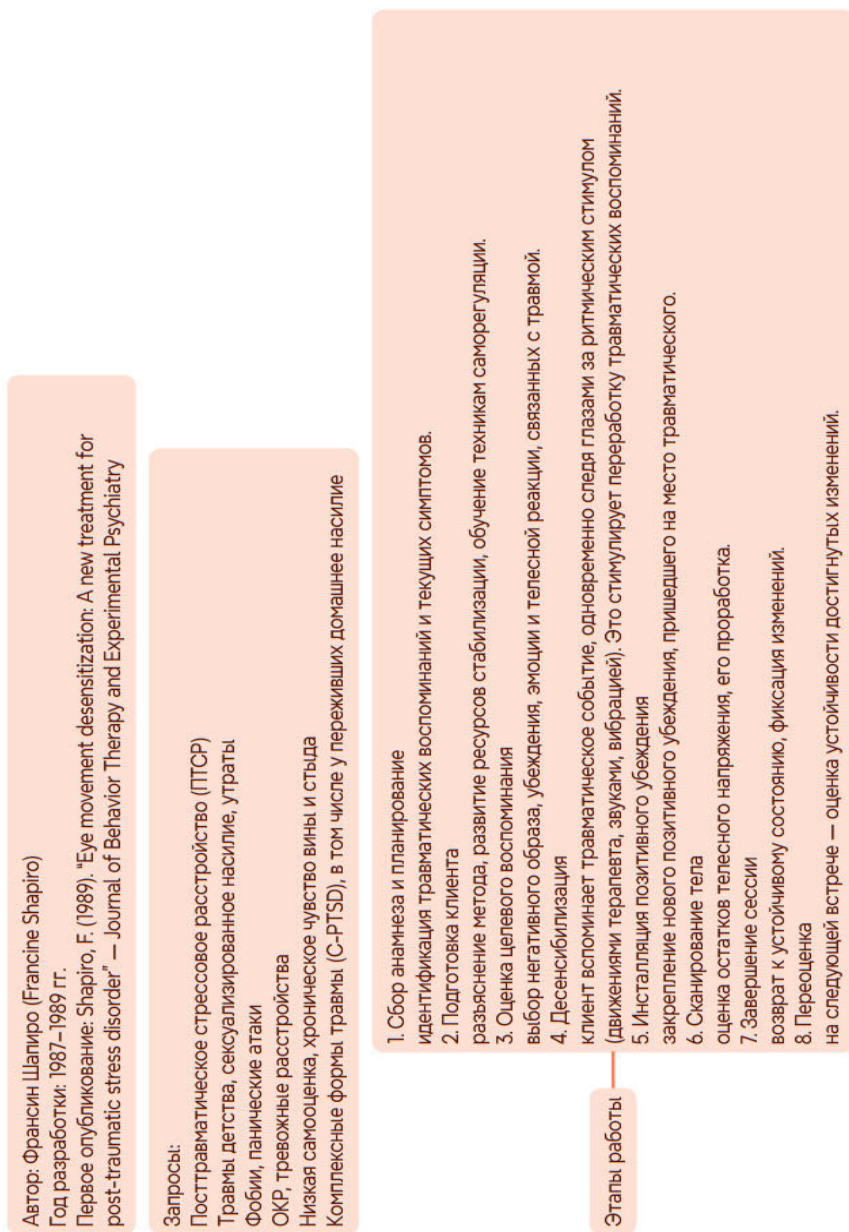 Автор: Франсин Шапиро (Francine Shapiro)
Год разработки: 1987–1989 гг.
Первое опубликование: Shapiro, F. (1989). "Eye movement desensitization: A new treatment for
post-traumatic stress disorder" — Journal of Behavior Therapy and Experimental Psychiatry
Запросы:
Посттравматическое стрессовое расстройство (ПТСР)
Травмы детства, сексуализированное насилие, утраты
Фобии, панические атаки
ОКР, тревожные расстройства
Низкая самооценка, хроническое чувство вины и стыда
Комплексные формы травмы (C-PTSD), в том числе у переживших домашнее насилие
Этапы работы
1. Сбор анамнеза и планирование
идентификация травматических воспоминаний и текущих симптомов.
2. Подготовка клиента
разъяснение метода, развитие ресурсов стабилизации, обучение техникам саморегуляции.
3. Оценка целевого воспоминания
выбор негативного образа, убеждения, эмоции и телесной реакции, связанных с травмой.
4. Десенсибилизация
клиент вспоминает травматическое событие, одновременно следя глазами за ритмическим стимулом
(движениями терапевта, звуками, вибрацией). Это стимулирует переработку травматических воспоминаний.
5. Инсталляция позитивного убеждения
закрепление нового позитивного убеждения, пришедшего на место травматического.
6. Сканирование тела
оценка остатков телесного напряжения, его проработка.
7. Завершение сессии
возврат к устойчивому состоянию, фиксация изменений.
8. Переоценка
на следующей встрече — оценка устойчивости достигнутых изменений.